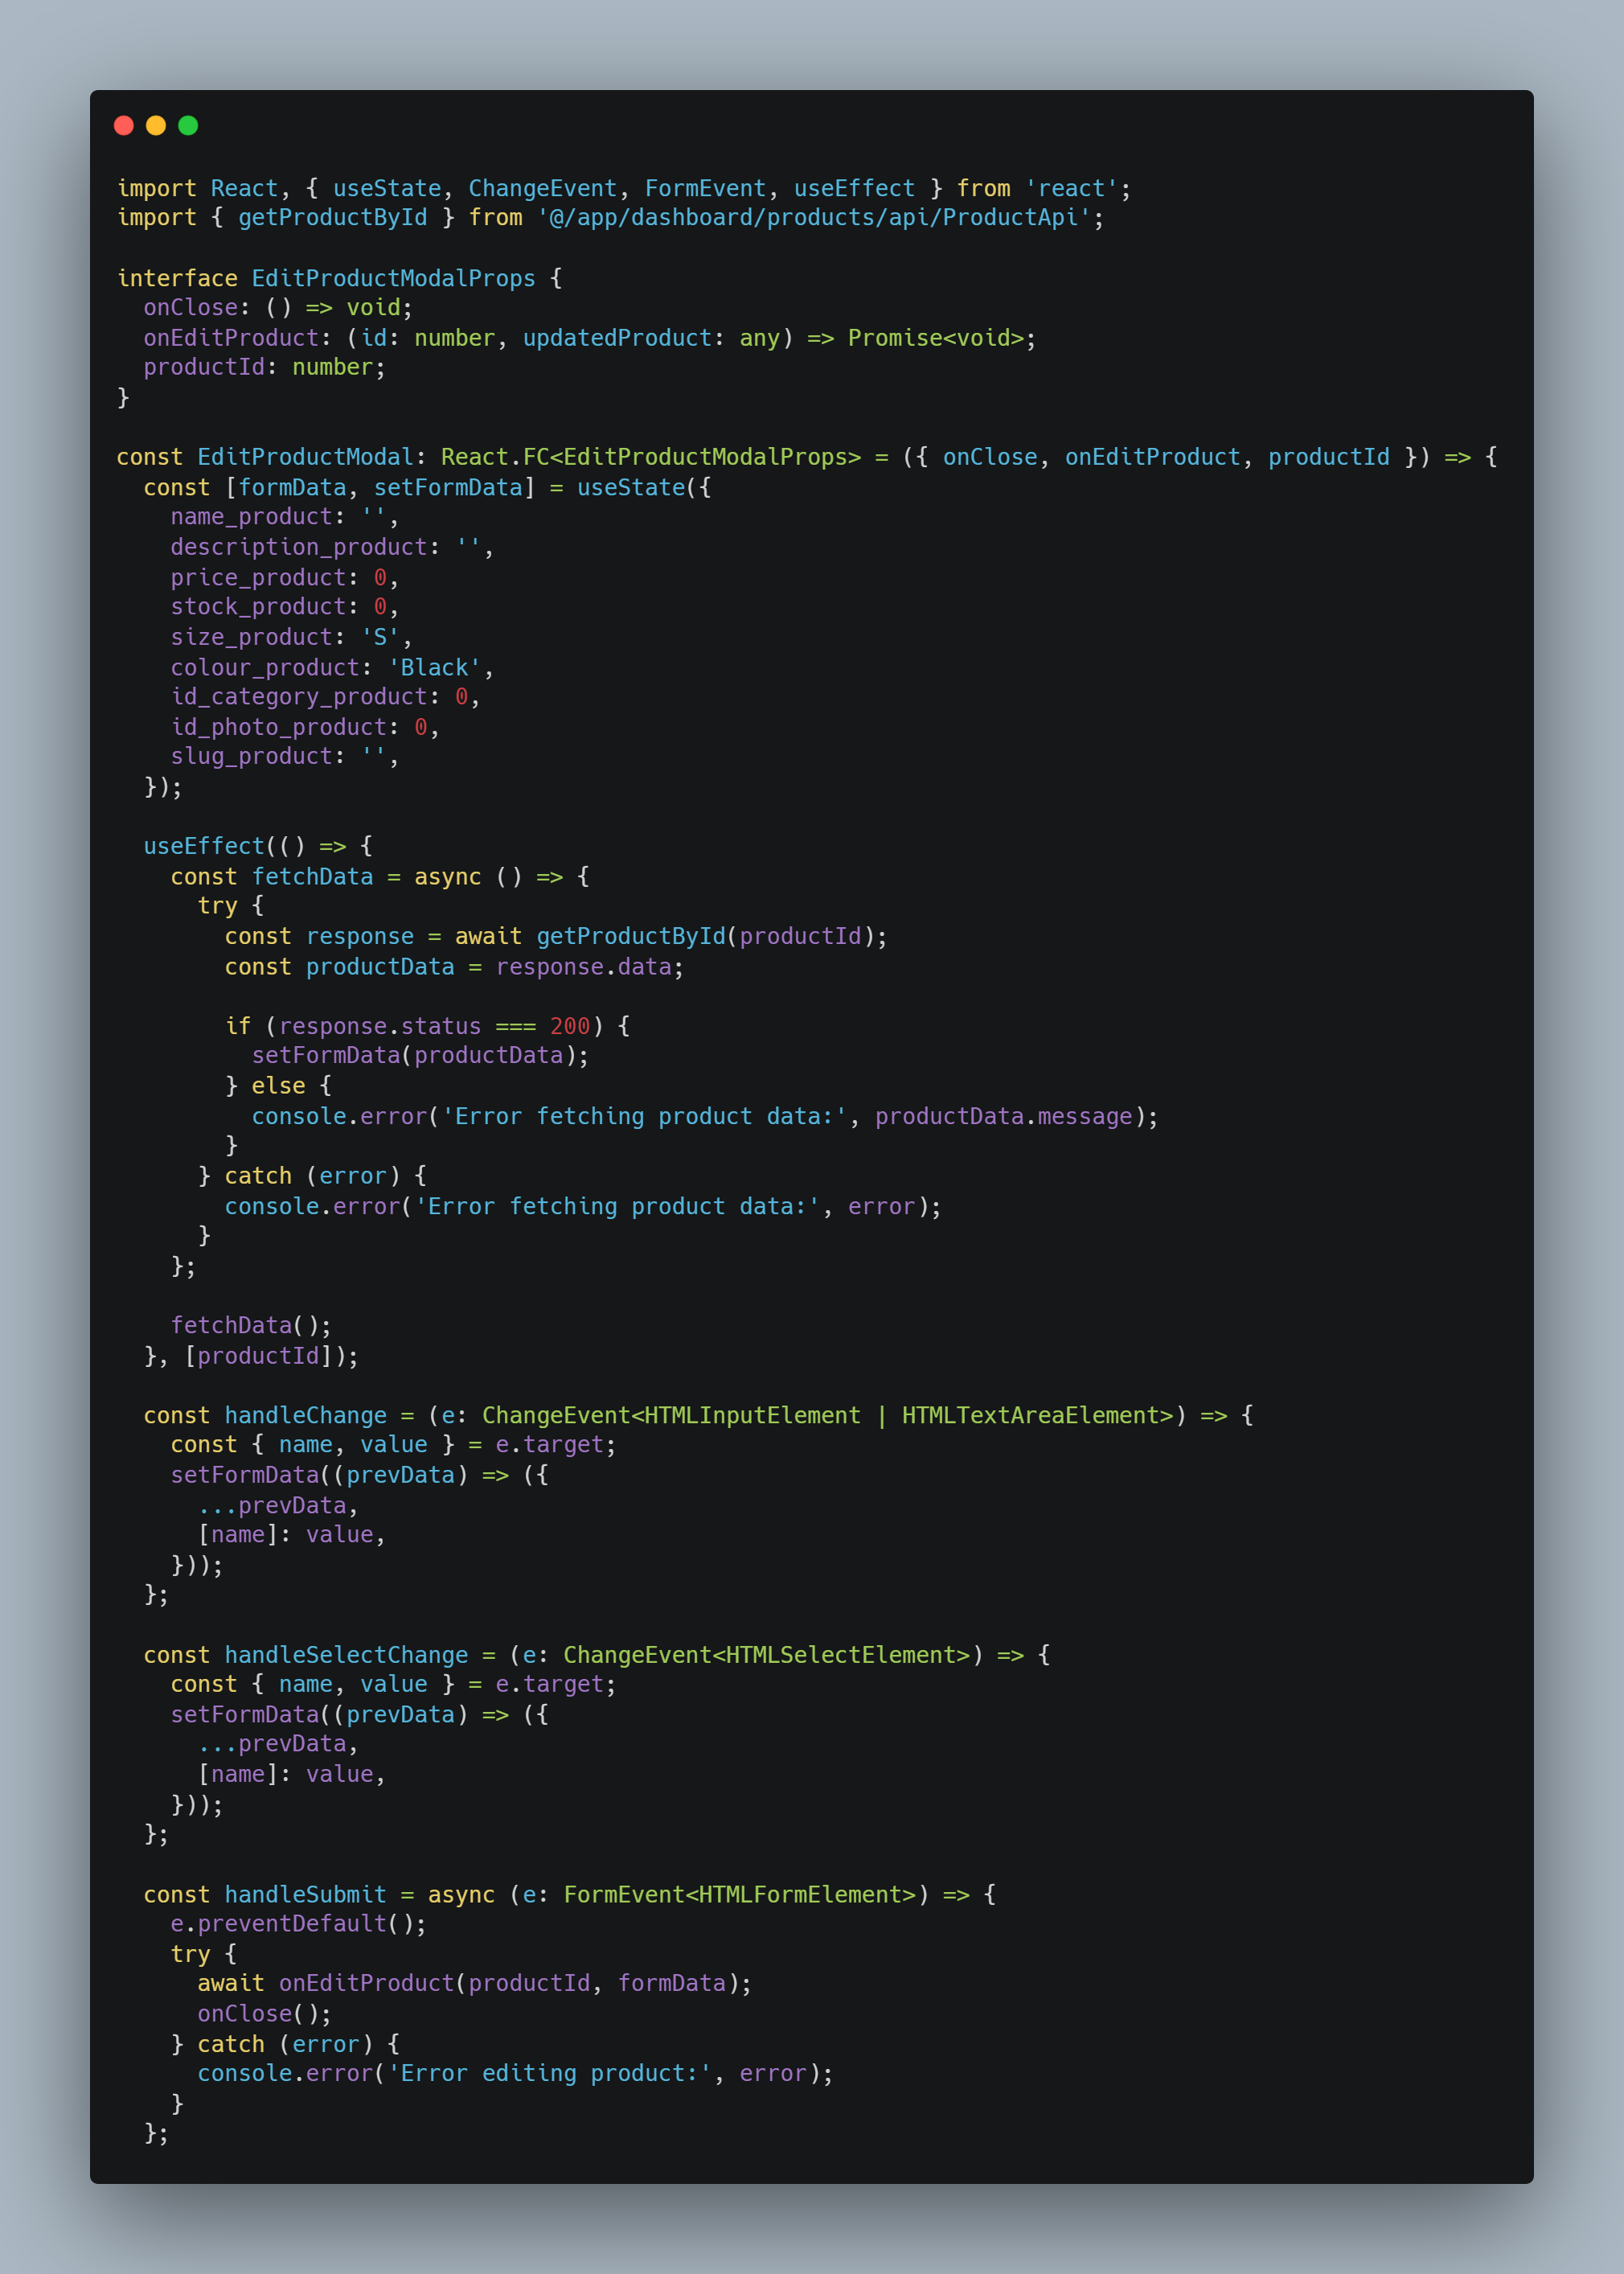 import React, { useState, ChangeEvent, FormEvent, useEffect } from 'react';
import { getProductById } from '@/app/dashboard/products/api/ProductApi';

interface EditProductModalProps {
  onClose: () => void;
  onEditProduct: (id: number, updatedProduct: any) => Promise<void>;
  productId: number;
}

const EditProductModal: React.FC<EditProductModalProps> = ({ onClose, onEditProduct, productId }) => {
  const [formData, setFormData] = useState({
    name_product: '',
    description_product: '',
    price_product: 0,
    stock_product: 0,
    size_product: 'S',
    colour_product: 'Black',
    id_category_product: 0,
    id_photo_product: 0,
    slug_product: '',
  });

  useEffect(() => {
    const fetchData = async () => {
      try {
        const response = await getProductById(productId);
        const productData = response.data;

        if (response.status === 200) {
          setFormData(productData);
        } else {
          console.error('Error fetching product data:', productData.message);
        }
      } catch (error) {
        console.error('Error fetching product data:', error);
      }
    };

    fetchData();
  }, [productId]);

  const handleChange = (e: ChangeEvent<HTMLInputElement | HTMLTextAreaElement>) => {
    const { name, value } = e.target;
    setFormData((prevData) => ({
      ...prevData,
      [name]: value,
    }));
  };

  const handleSelectChange = (e: ChangeEvent<HTMLSelectElement>) => {
    const { name, value } = e.target;
    setFormData((prevData) => ({
      ...prevData,
      [name]: value,
    }));
  };

  const handleSubmit = async (e: FormEvent<HTMLFormElement>) => {
    e.preventDefault();
    try {
      await onEditProduct(productId, formData);
      onClose();
    } catch (error) {
      console.error('Error editing product:', error);
    }
  };